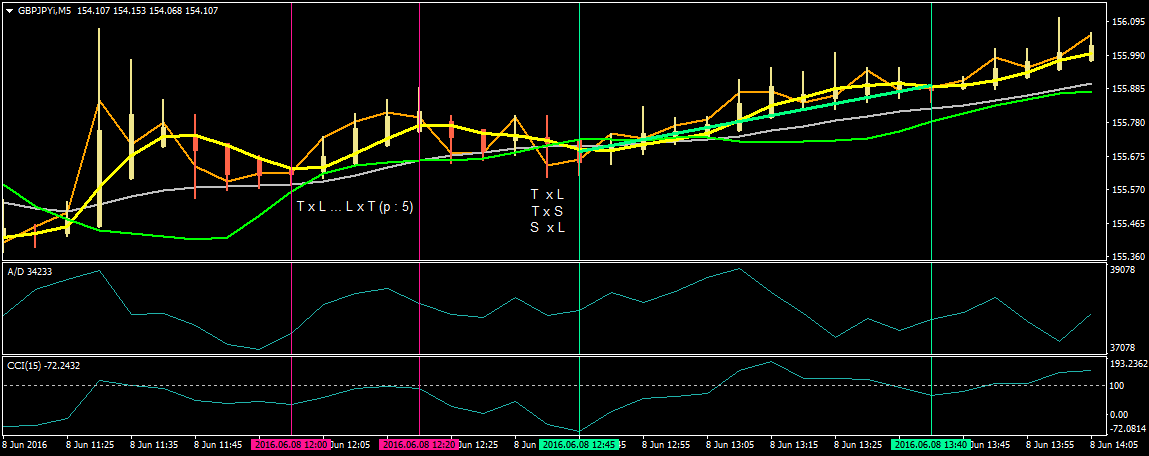 GBPJPYi,M5 154.107 154.153 154.068 154.107
156.095
155.990
155.885
155.780
155.675
155.570
155.465
155.360
T x L ... L x T (p : 5)
T x L
T x S
S x L
A/D 34233
39078
37078
CCI(15) -72.2432
193.2362
100
0.00
-72.0814
8 Jun 2016
8 Jun 11:25
8 Jun 11:35
8 Jun 11:45
2016.06.08 12:00
Jun 12:05
2016.06.08 12:20
Jun 12:25
8 Jun
2016.06.08 12:45
8 Jun 12:55
8 Jun 13:05
8 Jun 13:15
8 Jun 13:25
2016.06.08 13:40
Jun 13:45
8 Jun 13:55
8 Jun 14:05